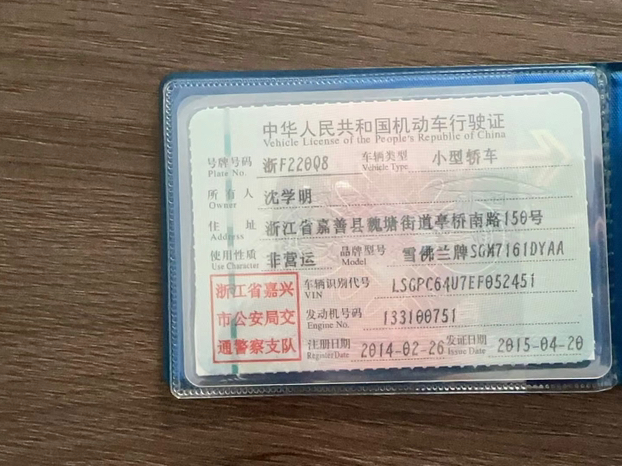 中华人民共和国机动车行驶证
Vehicle License of the People's Republic of China
号牌号码 浙F220Q8 车辆类型 小型轿车
Plate No. Vehicle Type
所有人 沈学明
Owner
住址 浙江省嘉善县魏塘街道亭桥南路150号
Address
使用性质 非营运 品牌型号 雪佛兰牌SGM7161DYAA
Use Character Model
浙江省嘉兴
市公安局交
通警察支队
车辆识别代号 LSGPC64U7EF052451
VIN
发动机号码 133100751
Engine No.
注册日期 2014-02-26 发证日期 2015-04-20
Register Date Issue Date